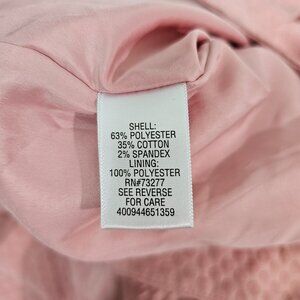 SHELL:
63% POLYESTER
35% COTTON
2% SPANDEX
LINING:
100% POLYESTER
RN#73277
SEE REVERSE
FOR CARE
400944651359